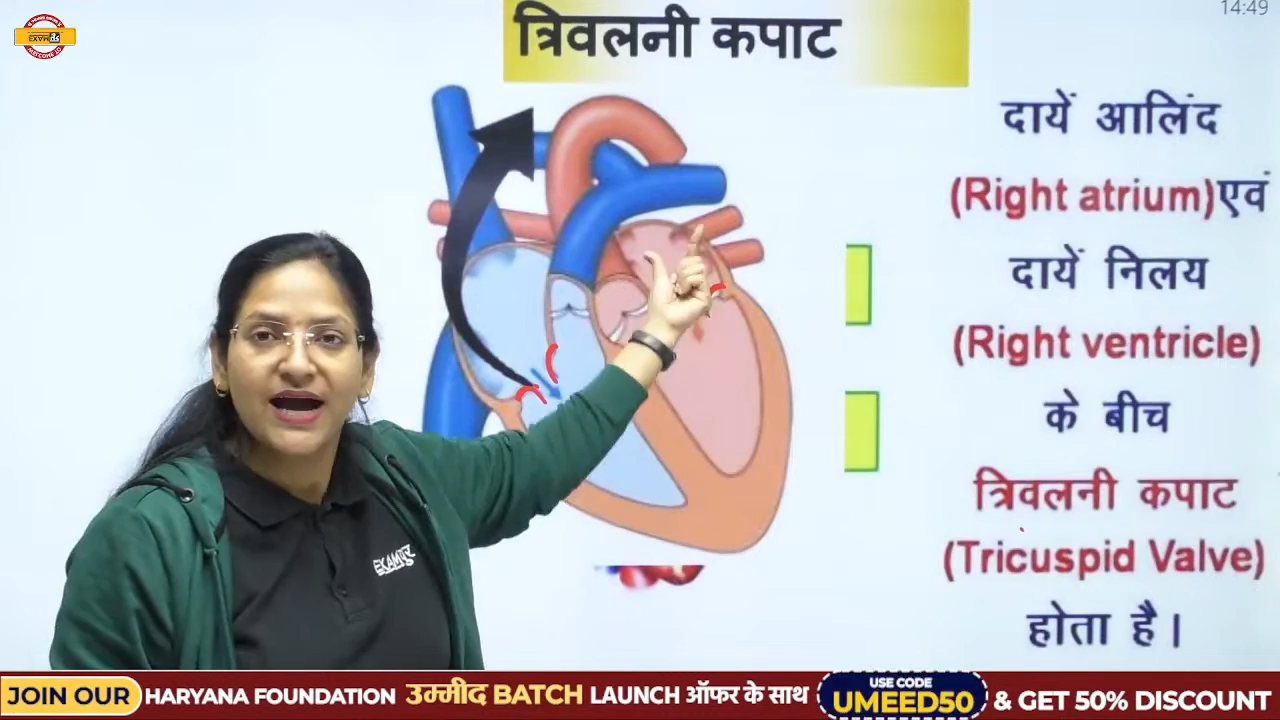 14:49
त्रिवलनी कपाट
दायें आलिंद
(Right atrium)एवं
दायें निलय
(Right ventricle)
के बीच
त्रिवलनी कपाट
(Tricuspid Valve)
होता है।
EXAMपुर
JOIN OUR HARYANA FOUNDATION उम्मीद BATCH LAUNCH ऑफर के साथ USE CODE UMEED50 & GET 50% DISCOUNT